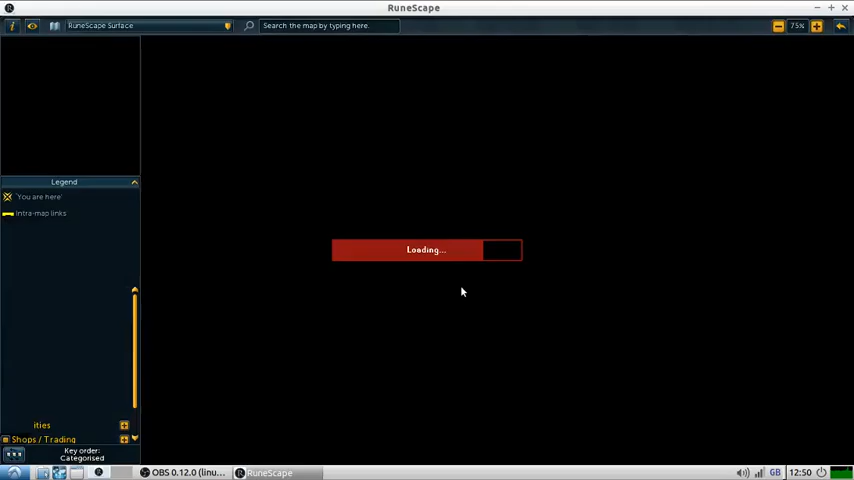 RuneScape
RuneScape Surface
Search the map by typing here.
75%
Legend
'You are here'
Intra-map links
Loading...
ities
Shops / Trading
Key order:
Categorised
OBS 0.12.0 (linu...
RuneScape
GB
12:50